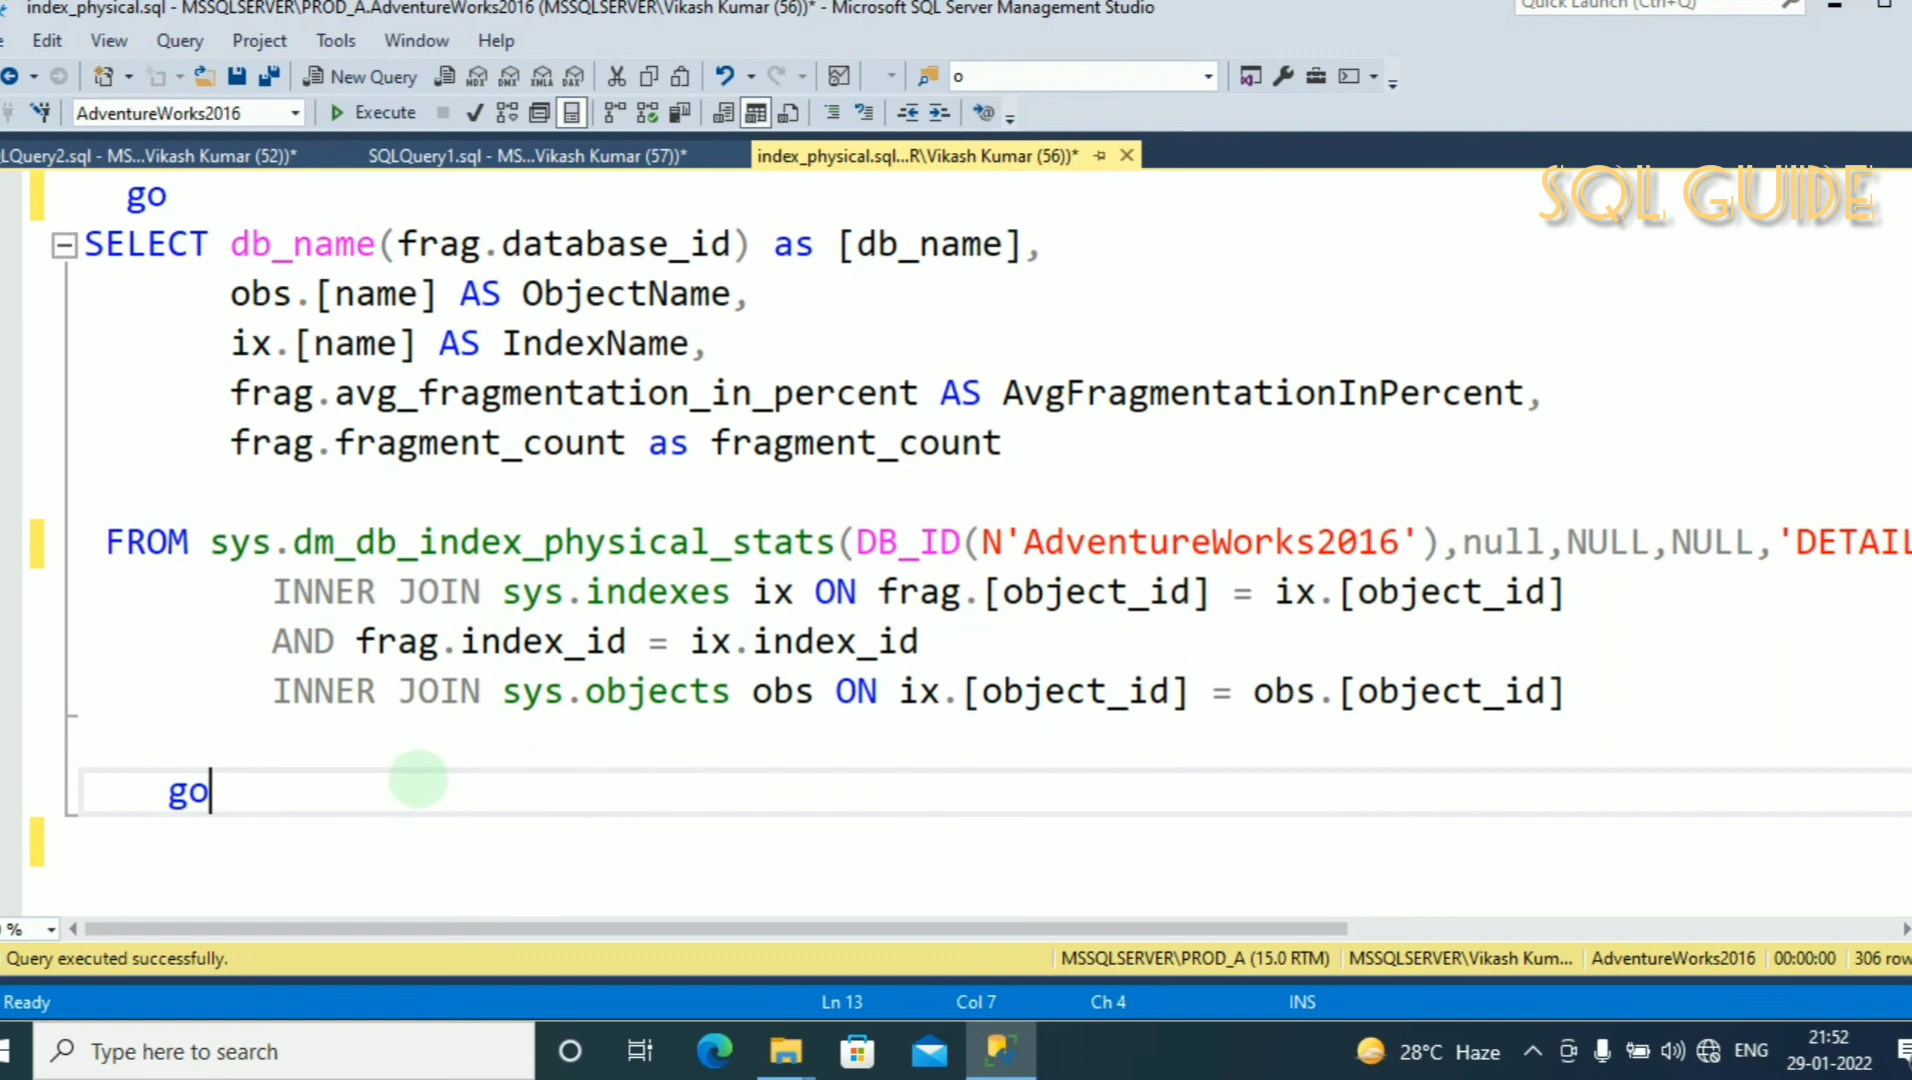 index_physical.sql - MSSQLSERVER\PROD_A.AdventureWorks2016 (MSSQLSERVER\Vikash Kumar (56))* - Microsoft SQL Server Management Studio
Quick Launch (Ctrl+Q)
Edit View Query Project Tools Window Help
New Query MDX DMX XMLA DAX o
AdventureWorks2016 Execute
LQuery2.sql - MS...Vikash Kumar (52))* SQLQuery1.sql - MS...Vikash Kumar (57))* index_physical.sql...R\Vikash Kumar (56))*
SQL GUIDE
go
SELECT db_name(frag.database_id) as [db_name],
obs.[name] AS ObjectName,
ix.[name] AS IndexName,
frag.avg_fragmentation_in_percent AS AvgFragmentationInPercent,
frag.fragment_count as fragment_count
FROM sys.dm_db_index_physical_stats(DB_ID(N'AdventureWorks2016'),null,NULL,NULL,'DETAIL
INNER JOIN sys.indexes ix ON frag.[object_id] = ix.[object_id]
AND frag.index_id = ix.index_id
INNER JOIN sys.objects obs ON ix.[object_id] = obs.[object_id]
go
%
Query executed successfully. MSSQLSERVER\PROD_A (15.0 RTM) MSSQLSERVER\Vikash Kum... AdventureWorks2016 00:00:00 306 row
Ready Ln 13 Col 7 Ch 4 INS
Type here to search 28°C Haze ENG 21:52
29-01-2022